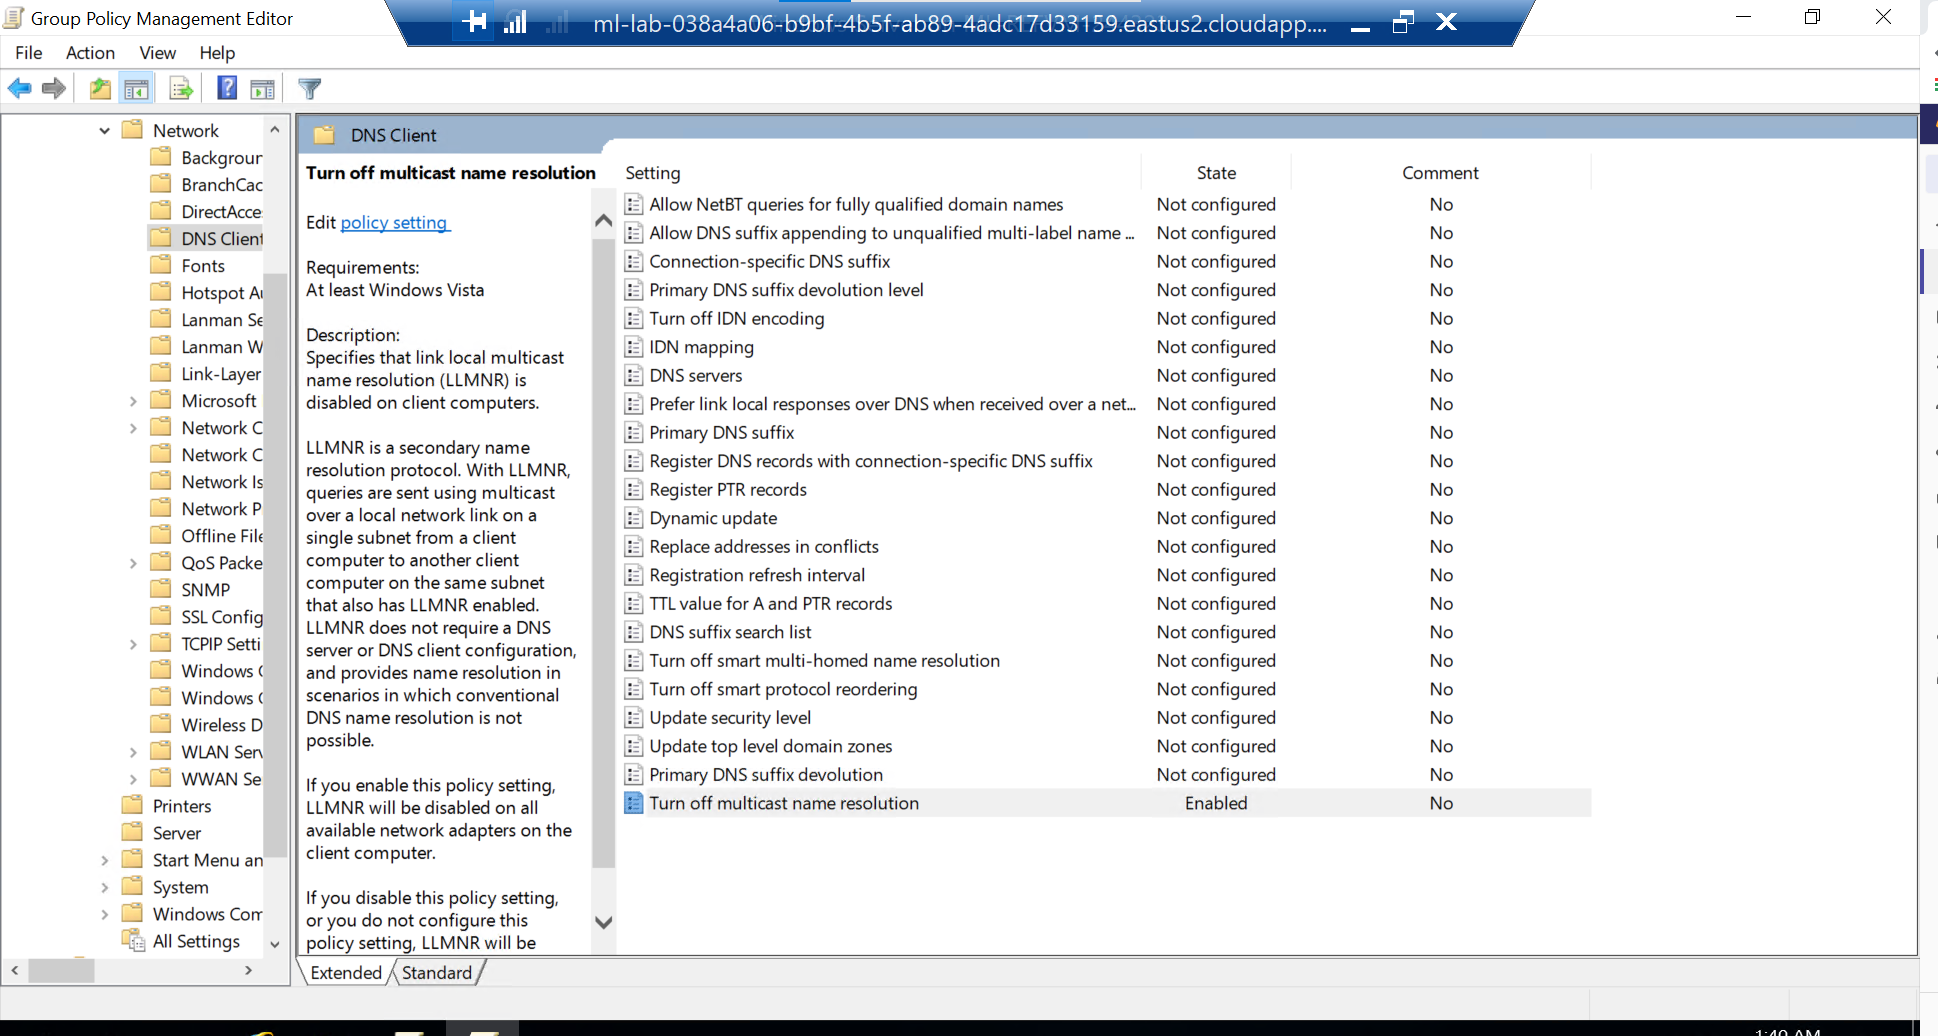 Group Policy Management Editor
ml-lab-038a4a06-b9bf-4b5f-ab89-4adc17d33159.eastus2.cloudapp....
File Action View Help
Network
Backgroun
BranchCac
DirectAcce
DNS Client
Fonts
Hotspot Au
Lanman Se
Lanman W
Link-Layer
Microsoft
Network C
Network C
Network Is
Network P
Offline File
QoS Packe
SNMP
SSL Config
TCPIP Setti
Windows C
Windows C
Wireless D
WLAN Serv
WWAN Se
Printers
Server
Start Menu an
System
Windows Com
All Settings
DNS Client
Turn off multicast name resolution
Edit policy setting
Requirements:
At least Windows Vista
Description:
Specifies that link local multicast
name resolution (LLMNR) is
disabled on client computers.
LLMNR is a secondary name
resolution protocol. With LLMNR,
queries are sent using multicast
over a local network link on a
single subnet from a client
computer to another client
computer on the same subnet
that also has LLMNR enabled.
LLMNR does not require a DNS
server or DNS client configuration,
and provides name resolution in
scenarios in which conventional
DNS name resolution is not
possible.
If you enable this policy setting,
LLMNR will be disabled on all
available network adapters on the
client computer.
If you disable this policy setting,
or you do not configure this
policy setting, LLMNR will be
Setting State Comment
Allow NetBT queries for fully qualified domain names Not configured No
Allow DNS suffix appending to unqualified multi-label name ... Not configured No
Connection-specific DNS suffix Not configured No
Primary DNS suffix devolution level Not configured No
Turn off IDN encoding Not configured No
IDN mapping Not configured No
DNS servers Not configured No
Prefer link local responses over DNS when received over a net... Not configured No
Primary DNS suffix Not configured No
Register DNS records with connection-specific DNS suffix Not configured No
Register PTR records Not configured No
Dynamic update Not configured No
Replace addresses in conflicts Not configured No
Registration refresh interval Not configured No
TTL value for A and PTR records Not configured No
DNS suffix search list Not configured No
Turn off smart multi-homed name resolution Not configured No
Turn off smart protocol reordering Not configured No
Update security level Not configured No
Update top level domain zones Not configured No
Primary DNS suffix devolution Not configured No
Turn off multicast name resolution Enabled No
Extended Standard
1:40 AM